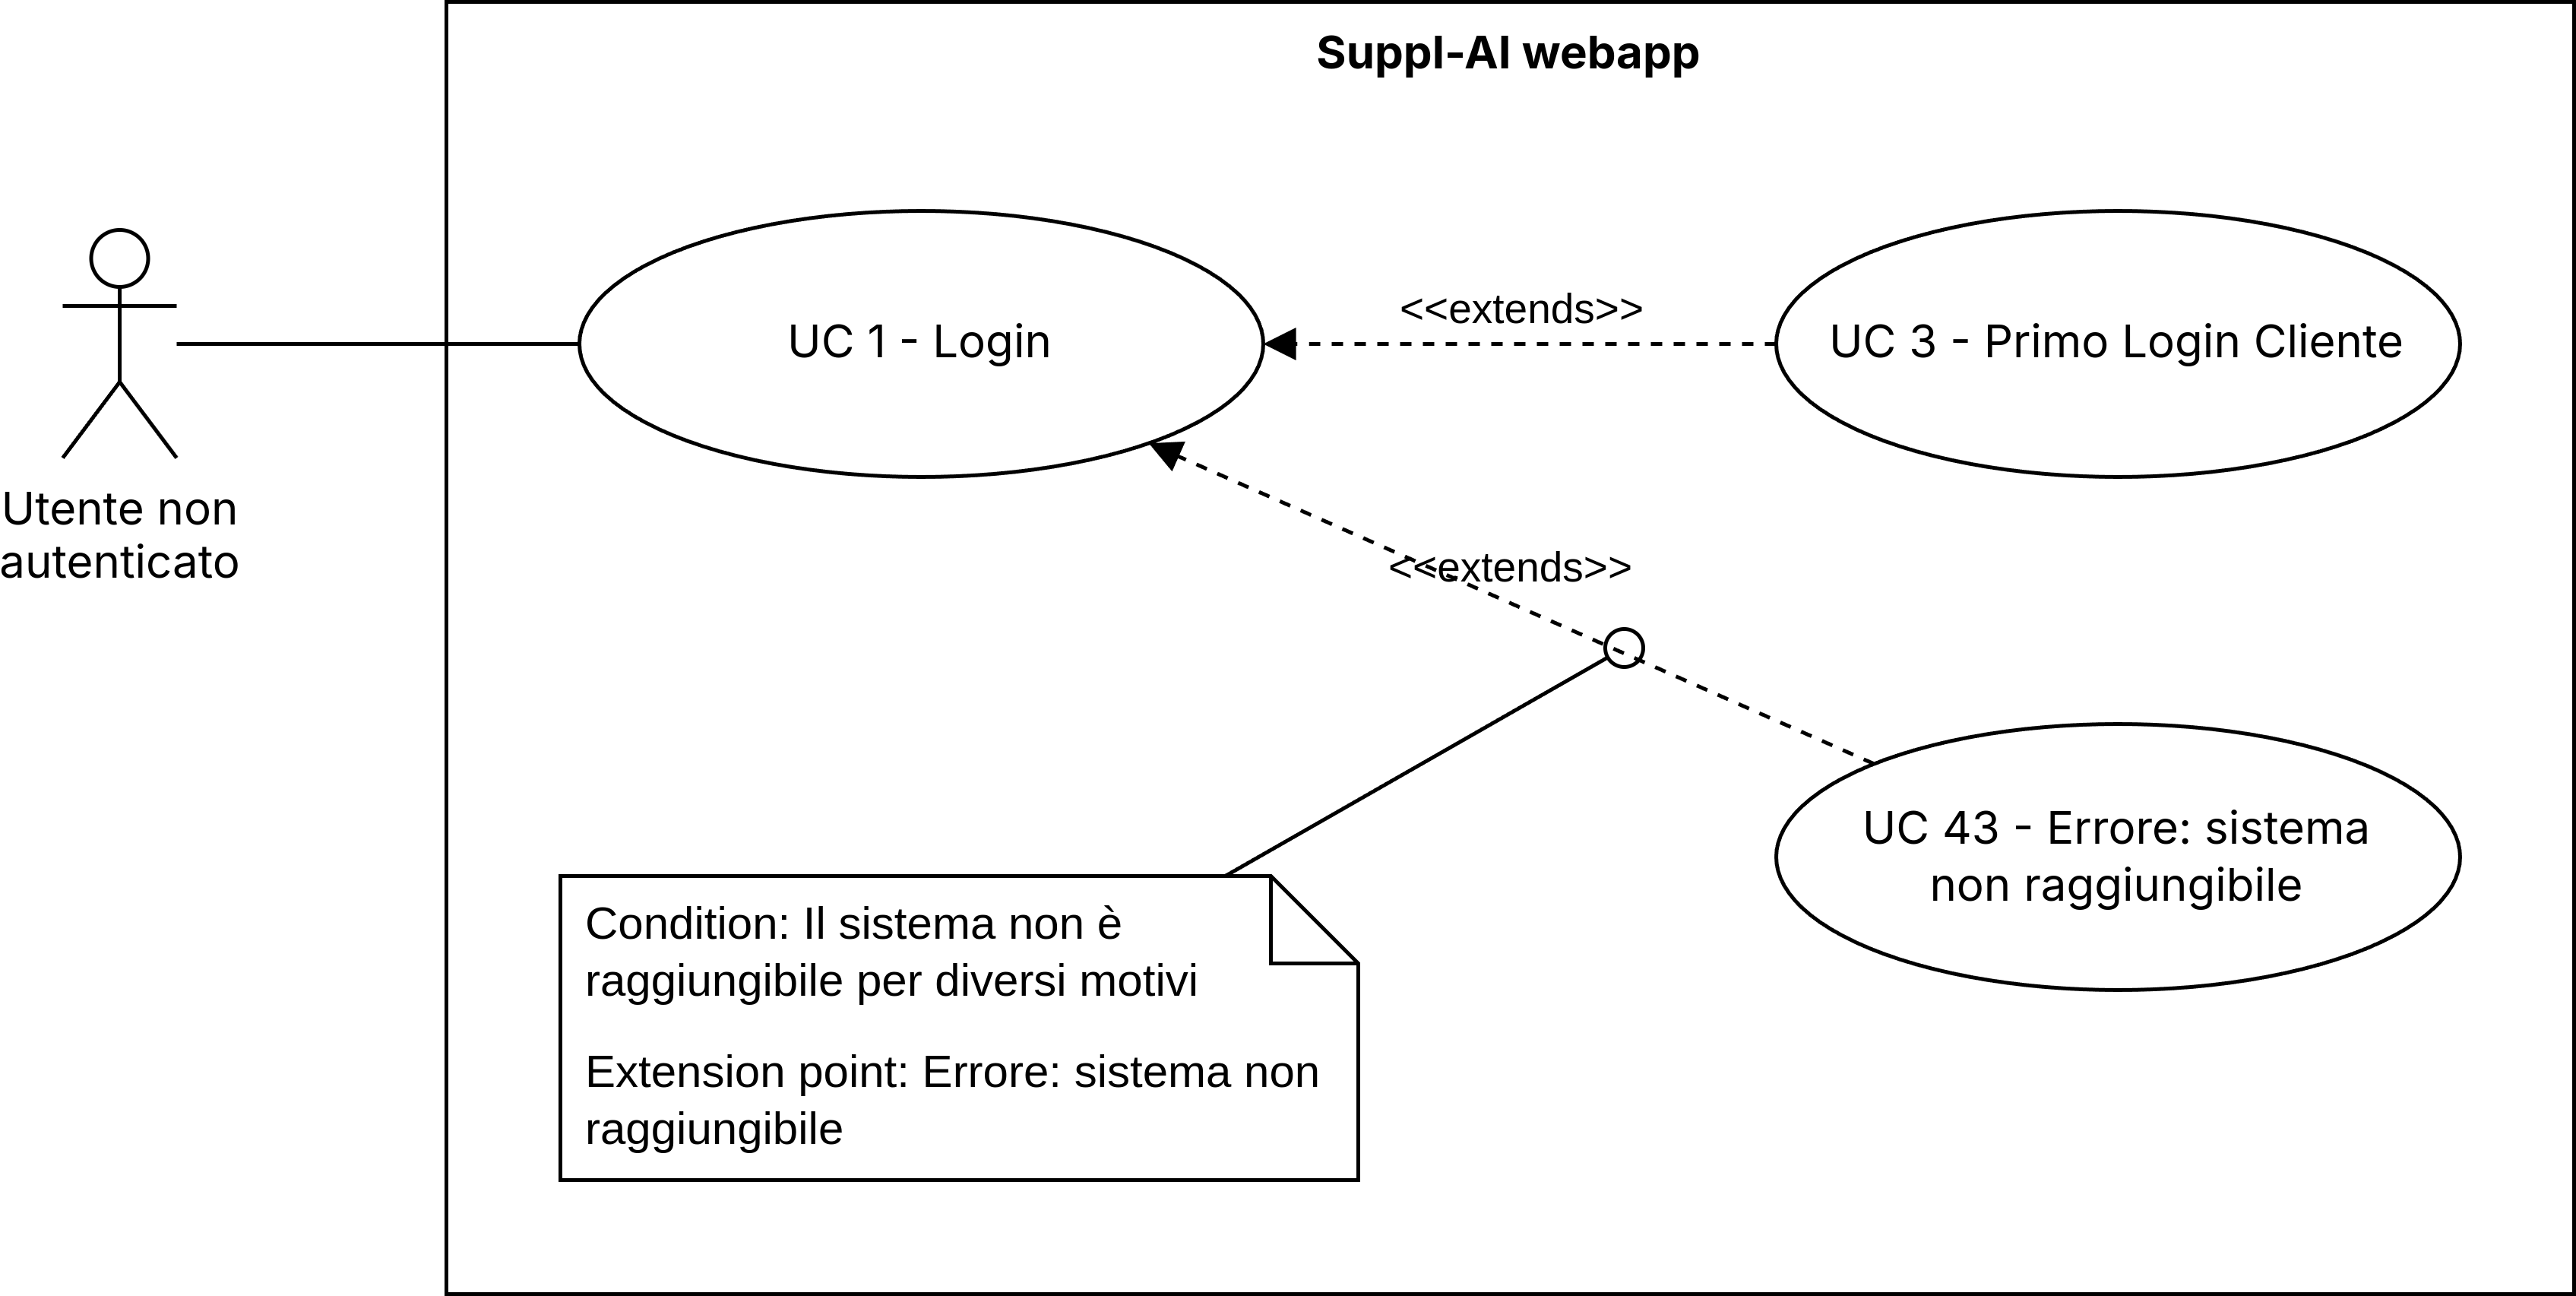 Suppl-AI webapp
UC 1 - Login
<<extends>>
UC 3 - Primo Login Cliente
Utente non
autenticato
<<extends>>
UC 43 - Errore: sistema
non raggiungibile
Condition: Il sistema non è
raggiungibile per diversi motivi
Extension point: Errore: sistema non
raggiungibile